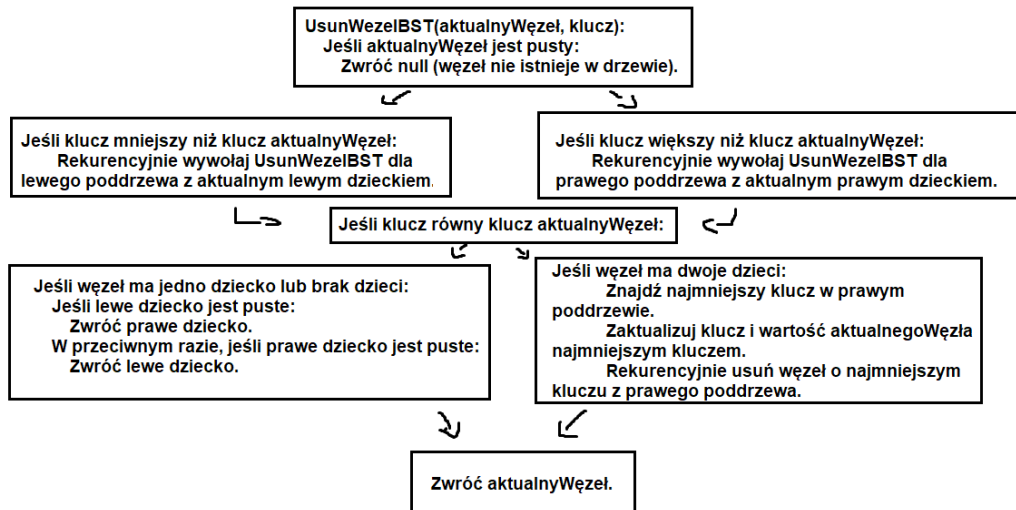 UsunWezelBST(aktualnyWęzeł, klucz):
Jeśli aktualnyWęzeł jest pusty:
Zwróć null (węzeł nie istnieje w drzewie).
Jeśli klucz mniejszy niż klucz aktualnyWęzeł:
Rekurencyjnie wywołaj UsunWezelBST dla
lewego poddrzewa z aktualnym lewym dzieckiem.
Jeśli klucz większy niż klucz aktualnyWęzeł:
Rekurencyjnie wywołaj UsunWezelBST dla
prawego poddrzewa z aktualnym prawym dzieckiem.
Jeśli klucz równy klucz aktualnyWęzeł:
Jeśli węzeł ma jedno dziecko lub brak dzieci:
Jeśli lewe dziecko jest puste:
Zwróć prawe dziecko.
W przeciwnym razie, jeśli prawe dziecko jest puste:
Zwróć lewe dziecko.
Jeśli węzeł ma dwoje dzieci:
Znajdź najmniejszy klucz w prawym
poddrzewie.
Zaktualizuj klucz i wartość aktualnegoWęzła
najmniejszym kluczem.
Rekurencyjnie usuń węzeł o najmniejszym
kluczu z prawego poddrzewa.
Zwróć aktualnyWęzeł.